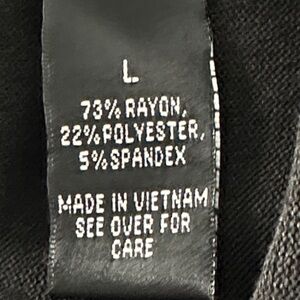 L
73% RAYON,
22% POLYESTER,
5% SPANDEX
MADE IN VIETNAM
SEE OVER FOR
CARE